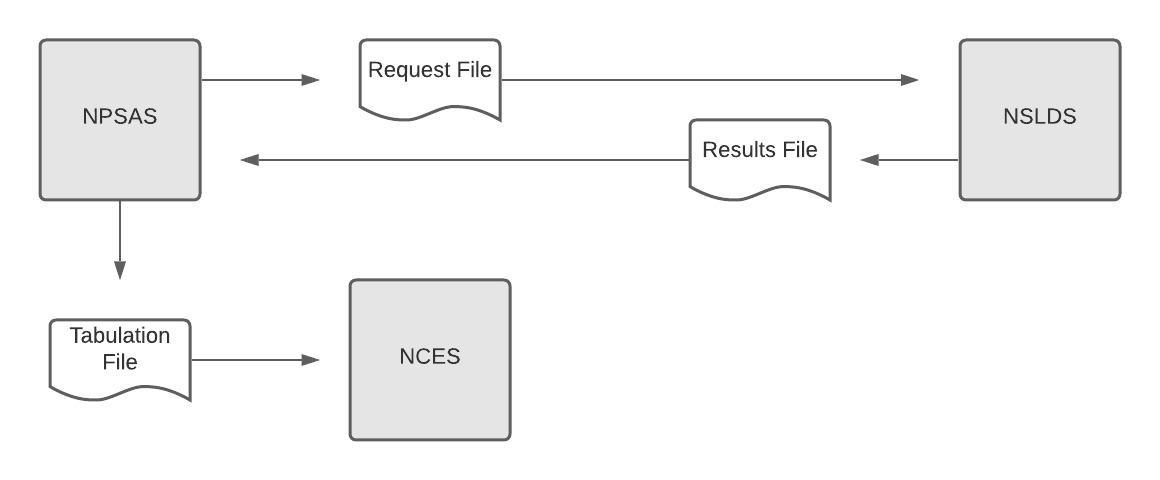 NPSAS
Request File
NSLDS
Results File
Tabulation
File
NCES